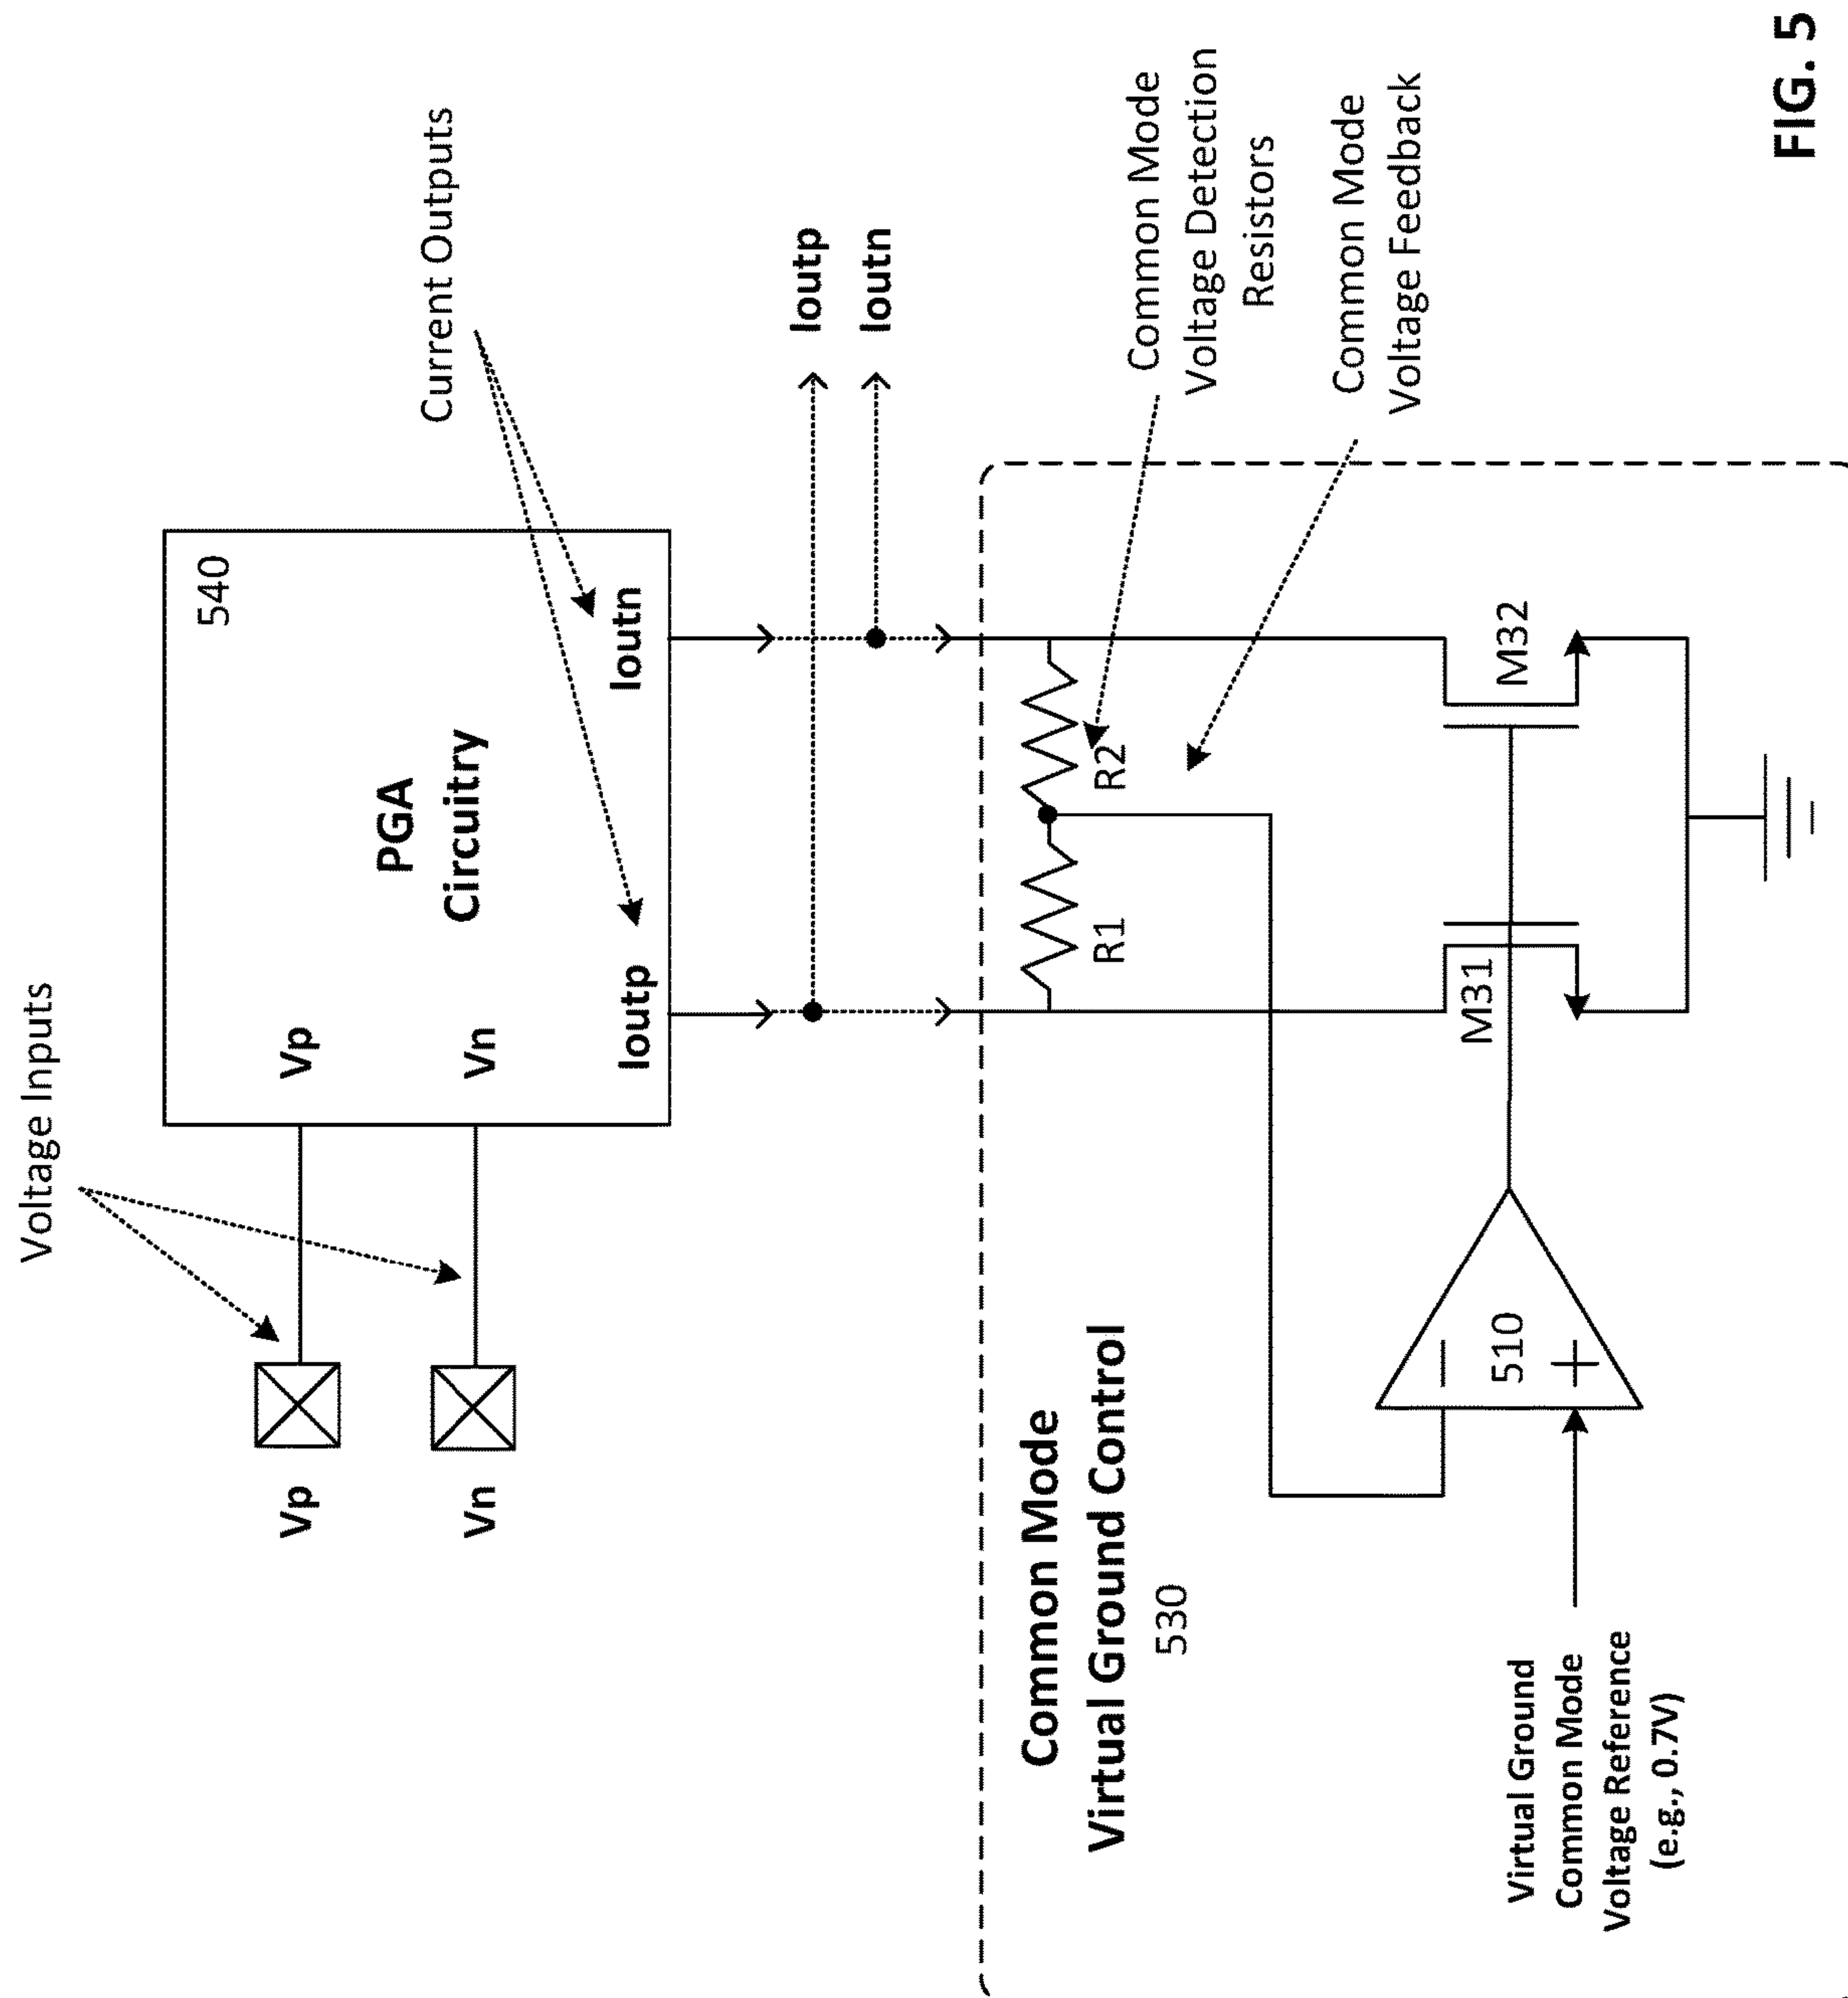 Voltage Inputs
Current Outputs
Vp
Vn
Vp
Vn
540
PGA
Circuitry
Ioutp
Ioutn
Ioutp
Ioutn
Common Mode
Voltage Detection
Resistors
Common Mode
Voltage Feedback
Common Mode
Virtual Ground Control
530
R1
R2
M31
M32
510
Virtual Ground
Common Mode
Voltage Reference
(e.g., 0.7V)
FIG. 5